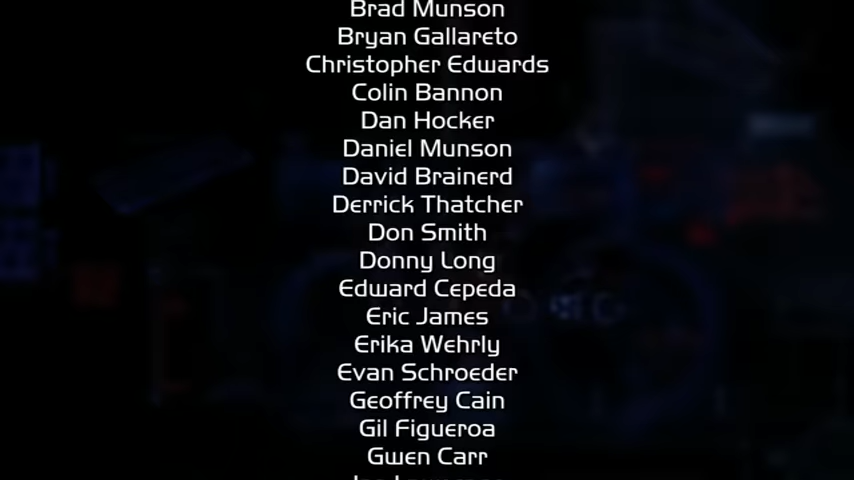 Brad Munson
Bryan Gallareto
Christopher Edwards
Colin Bannon
Dan Hocker
Daniel Munson
David Brainerd
Derrick Thatcher
Don Smith
Donny Long
Edward Cepeda
Eric James
Erika Wehrly
Evan Schroeder
Geoffrey Cain
Gil Figueroa
Gwen Carr